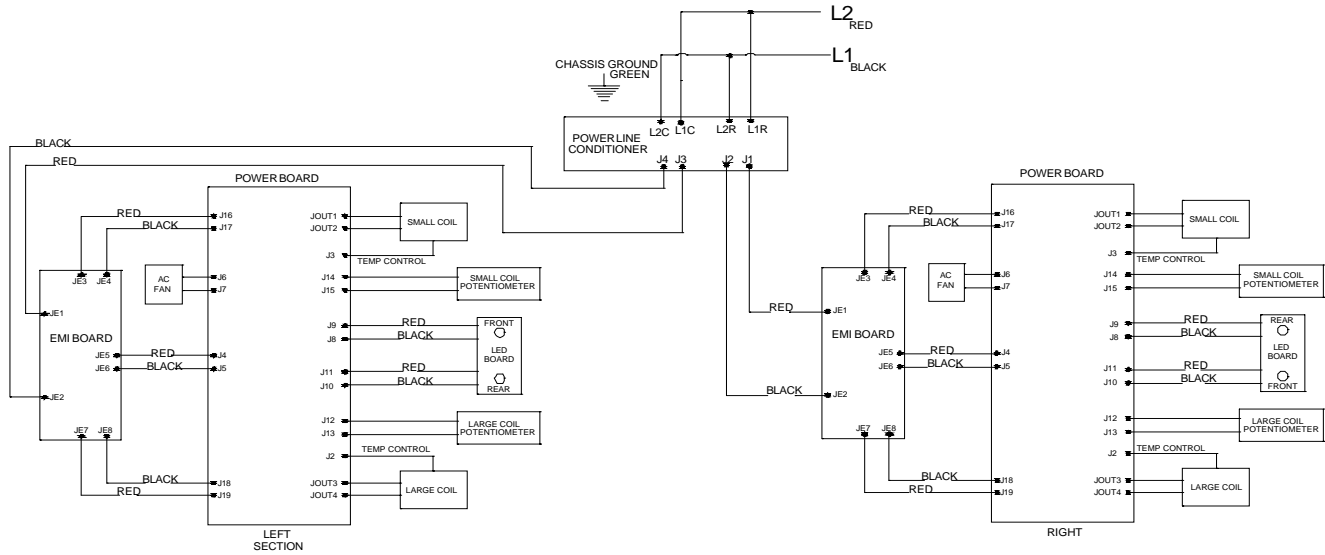 L2
RED
L1
BLACK
CHASSIS GROUND
GREEN
L2C L1C L2R L1R
POWER LINE
CONDITIONER
J4 J3 J2 J1
BLACK
RED
POWER BOARD
RED
BLACK
J16
J17
JOUT1
JOUT2
SMALL COIL
J3
TEMP CONTROL
JE3 JE4
AC
FAN
J6
J7
J14
J15
SMALL COIL
POTENTIOMETER
JE1
EMI BOARD
J9
J8
RED
BLACK
FRONT
LED
BOARD
REAR
JE5
JE6
RED
BLACK
J4
J5
J11
J10
RED
BLACK
JE2
J12
J13
LARGE COIL
POTENTIOMETER
JE7 JE8
J2
TEMP CONTROL
BLACK
RED
J18
J19
JOUT3
JOUT4
LARGE COIL
LEFT
SECTION
POWER BOARD
RED
BLACK
J16
J17
JOUT1
JOUT2
SMALL COIL
J3
TEMP CONTROL
JE3 JE4
AC
FAN
J6
J7
J14
J15
SMALL COIL
POTENTIOMETER
RED
JE1
EMI BOARD
J9
J8
RED
BLACK
REAR
LED
BOARD
FRONT
JE5
JE6
RED
BLACK
J4
J5
J11
J10
RED
BLACK
BLACK
JE2
J12
J13
LARGE COIL
POTENTIOMETER
JE7 JE8
J2
TEMP CONTROL
BLACK
RED
J18
J19
JOUT3
JOUT4
LARGE COIL
RIGHT